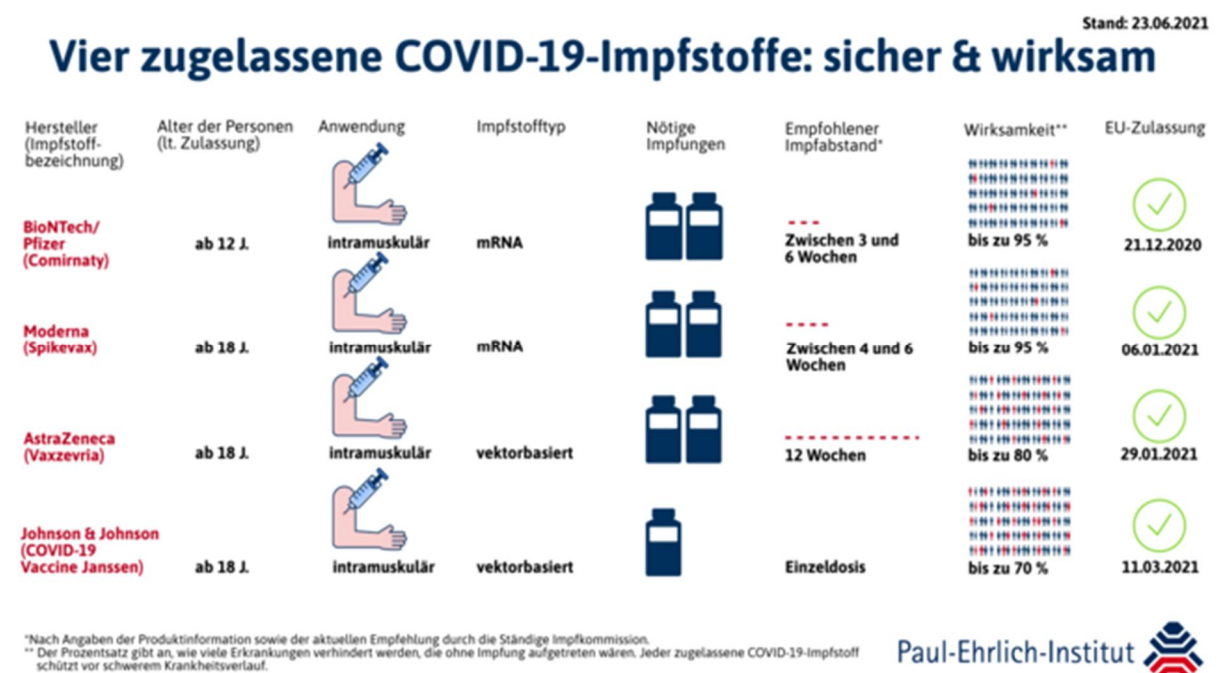 Stand: 23.06.2021
Vier zugelassene COVID-19-Impfstoffe: sicher & wirksam
Hersteller
(Impfstoff-
bezeichnung)
Alter der Personen
(lt. Zulassung)
Anwendung
Impfstofftyp
Nötige
Impfungen
Empfohlener
Impfabstand*
Wirksamkeit**
EU-Zulassung
BioNTech/
Pfizer
(Comirnaty)
ab 12 J.
intramuskulär
mRNA
Zwischen 3 und
6 Wochen
bis zu 95 %
21.12.2020
Moderna
(Spikevax)
ab 18 J.
intramuskulär
mRNA
Zwischen 4 und 6
Wochen
bis zu 95 %
06.01.2021
AstraZeneca
(Vaxzevria)
ab 18 J.
intramuskulär
vektorbasiert
12 Wochen
bis zu 80 %
29.01.2021
Johnson & Johnson
(COVID-19
Vaccine Janssen)
ab 18 J.
intramuskulär
vektorbasiert
Einzeldosis
bis zu 70 %
11.03.2021
*Nach Angaben der Produktinformation sowie der aktuellen Empfehlung durch die Ständige Impfkommission.
** Der Prozentsatz gibt an, wie viele Erkrankungen verhindert werden, die ohne Impfung aufgetreten wären. Jeder zugelassene COVID-19-Impfstoff
schützt vor schwerem Krankheitsverlauf.
Paul-Ehrlich-Institut